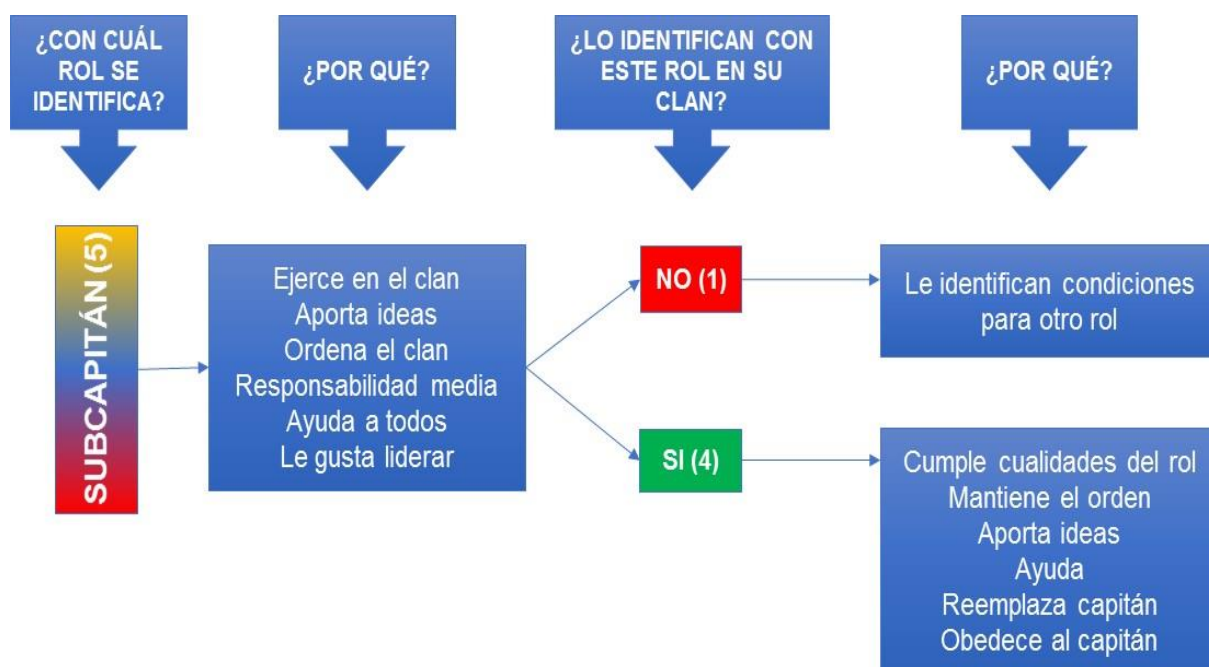 ¿CON CUÁL
ROL SE
IDENTIFICA?
¿POR QUÉ?
¿LO IDENTIFICAN CON
ESTE ROL EN SU
CLAN?
¿POR QUÉ?
SUBCAPITÁN (5)
Ejerce en el clan
Aporta ideas
Ordena el clan
Responsabilidad media
Ayuda a todos
Le gusta liderar
NO (1)
Le identifican condiciones
para otro rol
SI (4)
Cumple cualidades del rol
Mantiene el orden
Aporta ideas
Ayuda
Reemplaza capitán
Obedece al capitán